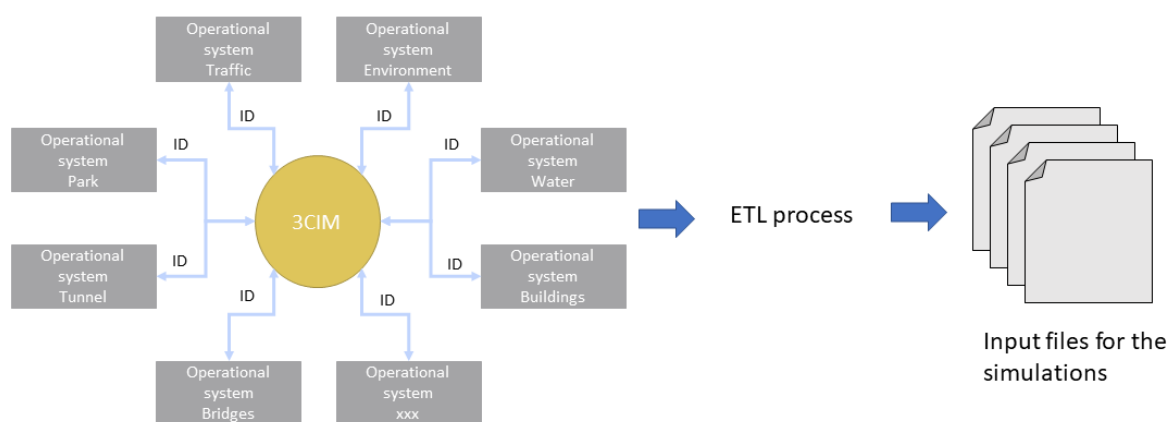 Operational
system
Traffic
Operational
system
Environment
ID
ID
Operational
system
Park
ID
ID
Operational
system
Water
3CIM
ETL process
Operational
system
Tunnel
ID
ID
Operational
system
Buildings
ID
ID
Operational
system
Bridges
Operational
system
xxx
Input files for the
simulations